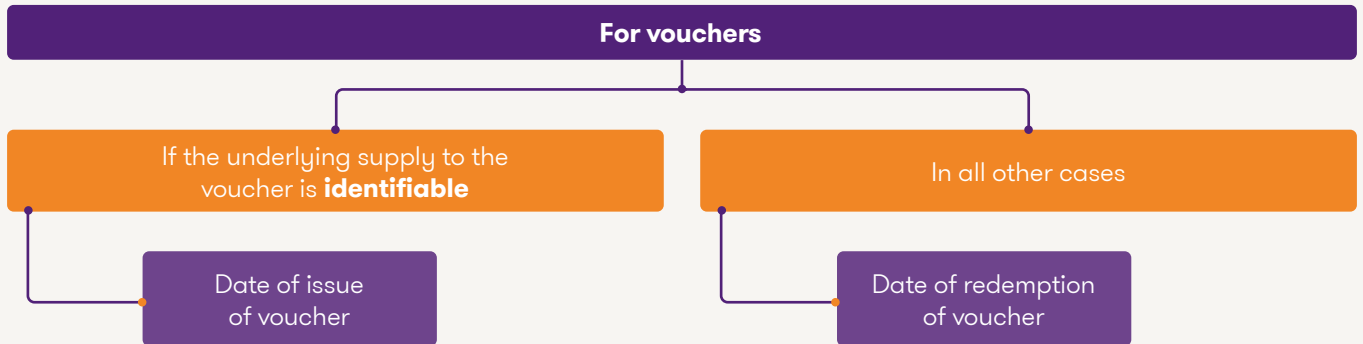 For vouchers
If the underlying supply to the
voucher is identifiable
In all other cases
Date of issue
of voucher
Date of redemption
of voucher